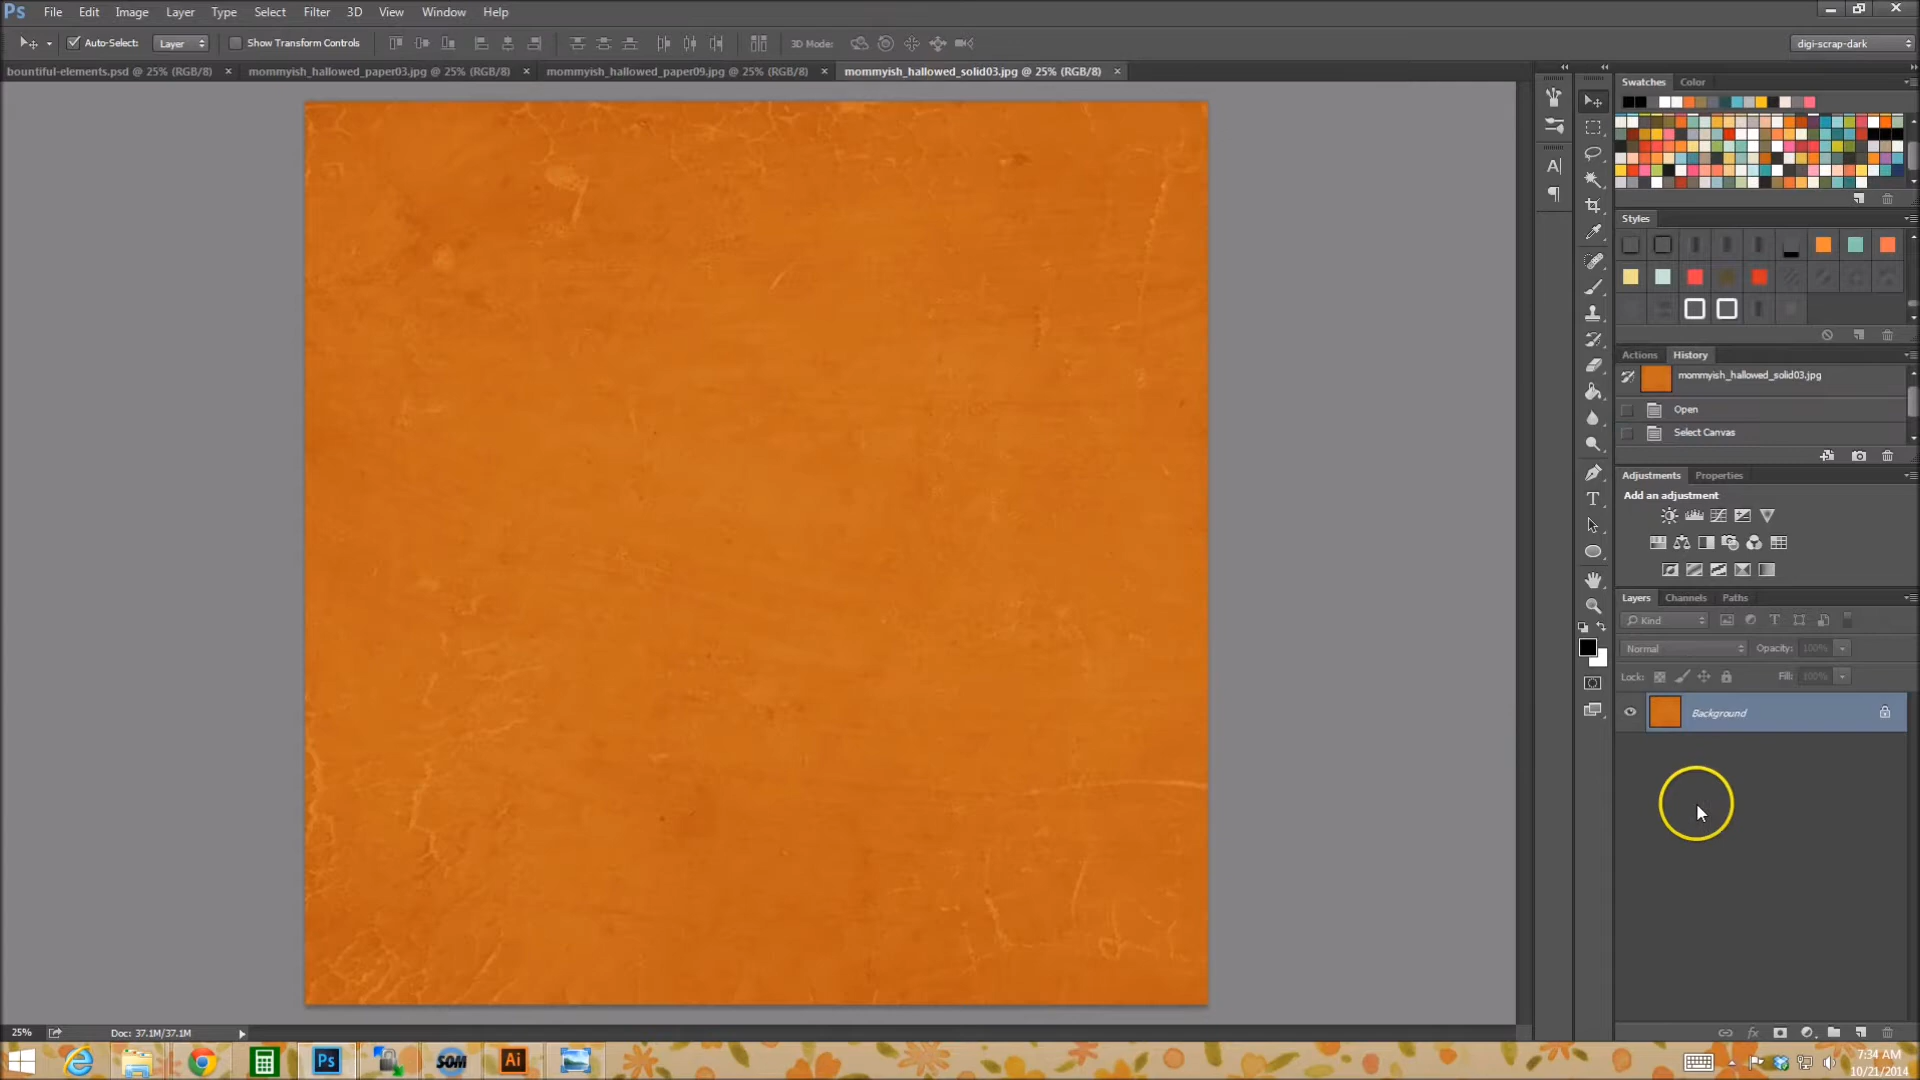 Ps File Edit Image Layer Type Select Filter 3D View Window Help
Auto-Select: Layer Show Transform Controls 3D Mode: digi-scrap-dark
bountiful-elements.psd @ 25% (RGB/8) × mommyish_hallowed_paper03.jpg @ 25% (RGB/8) × mommyish_hallowed_paper09.jpg @ 25% (RGB/8) × mommyish_hallowed_solid03.jpg @ 25% (RGB/8) ×
Swatches Color
Styles
Actions History
mommyish_hallowed_solid03.jpg
Open
Select Canvas
Adjustments Properties
Add an adjustment
Layers Channels Paths
Kind
Normal Opacity: 100%
Lock: Fill: 100%
Background
25% Doc: 37.1M/37.1M
Ps SOM Ai
7:34 AM
10/21/2014